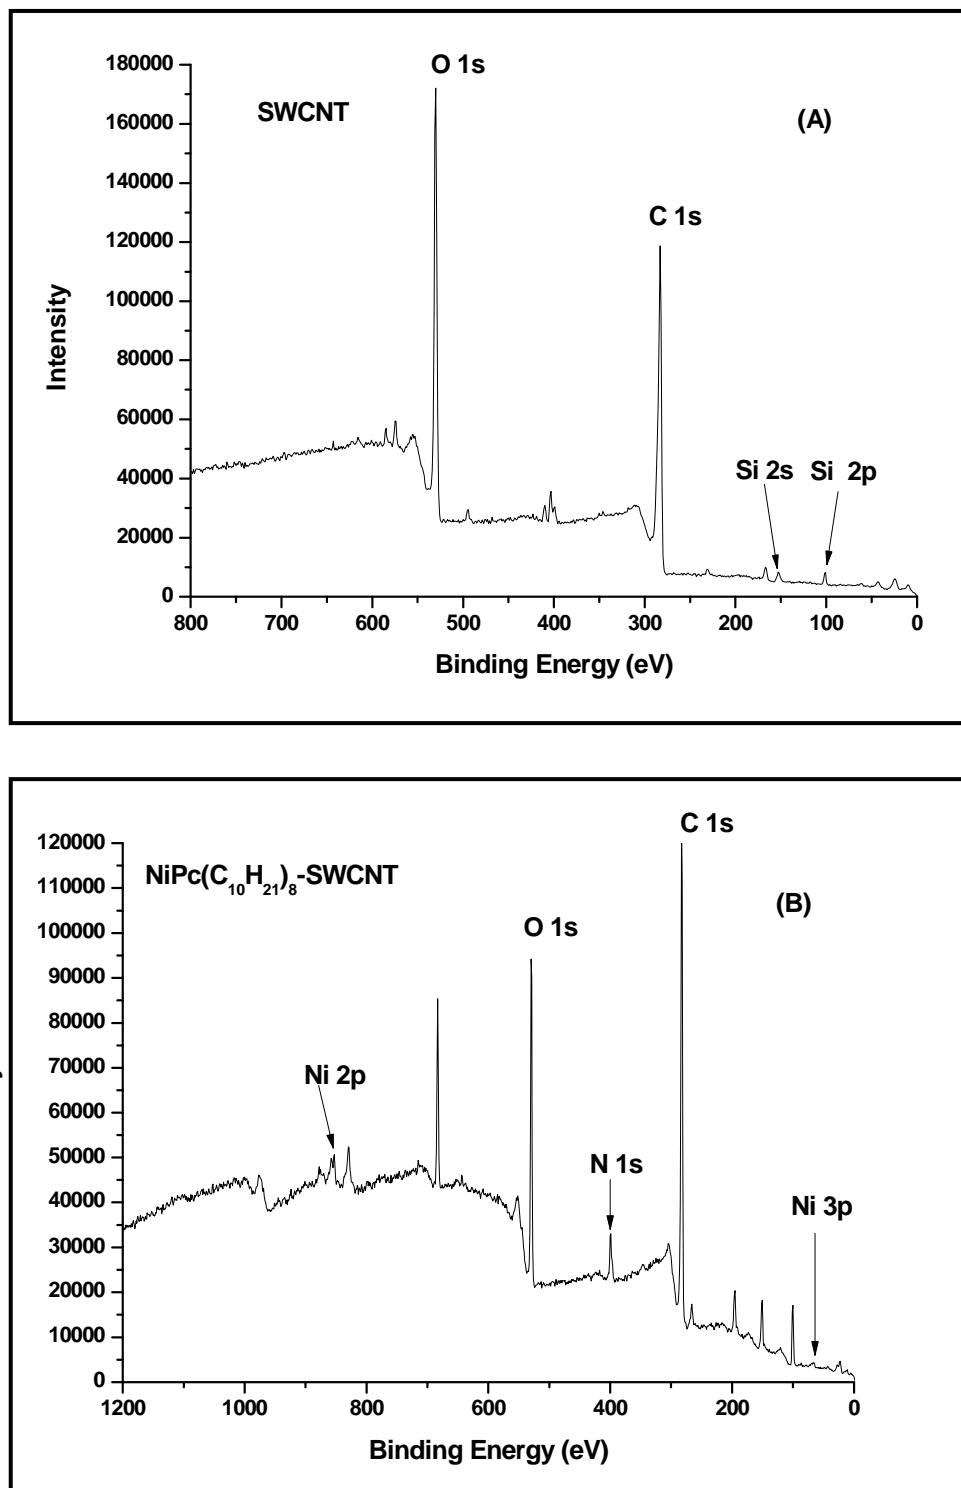 180000
O 1s
SWCNT
(A)
160000
140000
C 1s
120000
100000
Intensity
80000
60000
Si 2s
Si 2p
40000
20000
0
800
700
600
500
400
300
200
100
0
Binding Energy (eV)
C 1s
120000
NiPc(C₁₀H₂₁)₈-SWCNT
110000
(B)
O 1s
100000
90000
80000
70000
Ni 2p
60000
50000
N 1s
Ni 3p
40000
30000
20000
10000
0
1200
1000
800
600
400
200
0
Binding Energy (eV)